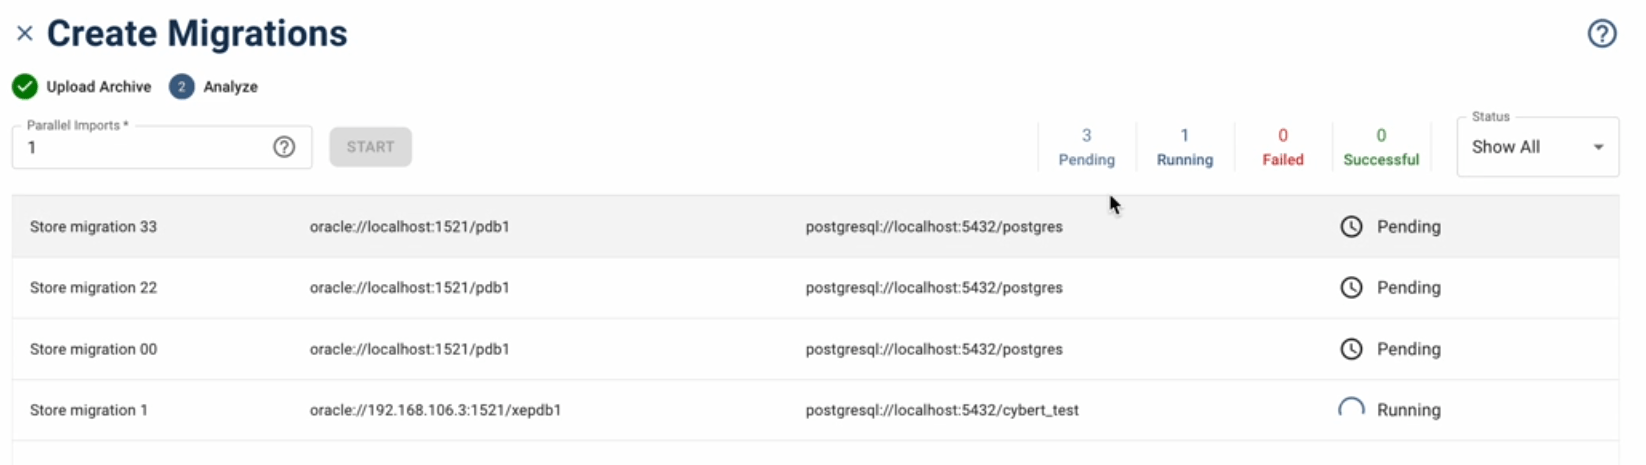 Create Migrations
Upload Archive 2 Analyze
Parallel Imports *
1 START
3 Pending
1 Running
0 Failed
0 Successful
Status
Show All
Store migration 33 oracle://localhost:1521/pdb1 postgresql://localhost:5432/postgres Pending
Store migration 22 oracle://localhost:1521/pdb1 postgresql://localhost:5432/postgres Pending
Store migration 00 oracle://localhost:1521/pdb1 postgresql://localhost:5432/postgres Pending
Store migration 1 oracle://192.168.106.3:1521/xepdb1 postgresql://localhost:5432/cybert_test Running